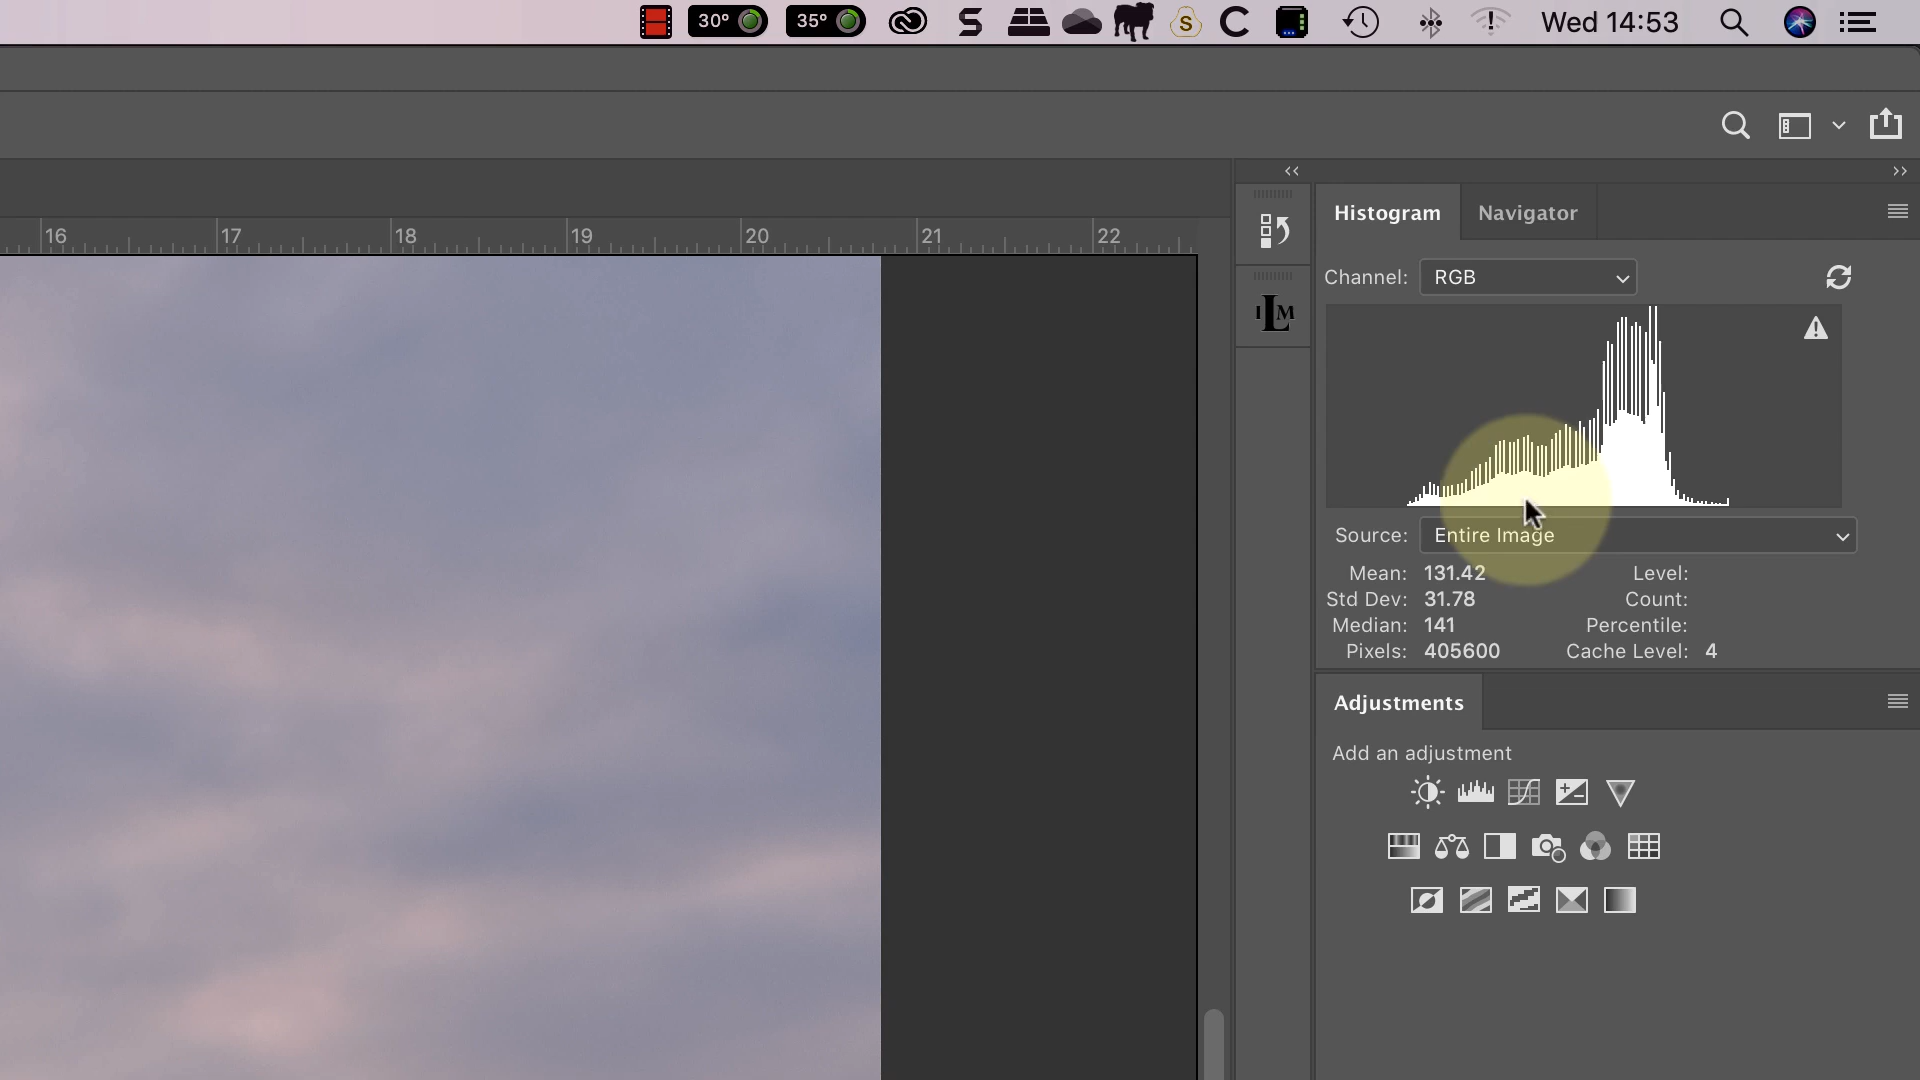 30° 35° S S C Wed 14:53
16 17 18 19 20 21 22
Histogram Navigator
Channel: RGB
ILM
Source: Entire Image
Mean: 131.42 Level:
Std Dev: 31.78 Count:
Median: 141 Percentile:
Pixels: 405600 Cache Level: 4
Adjustments
Add an adjustment